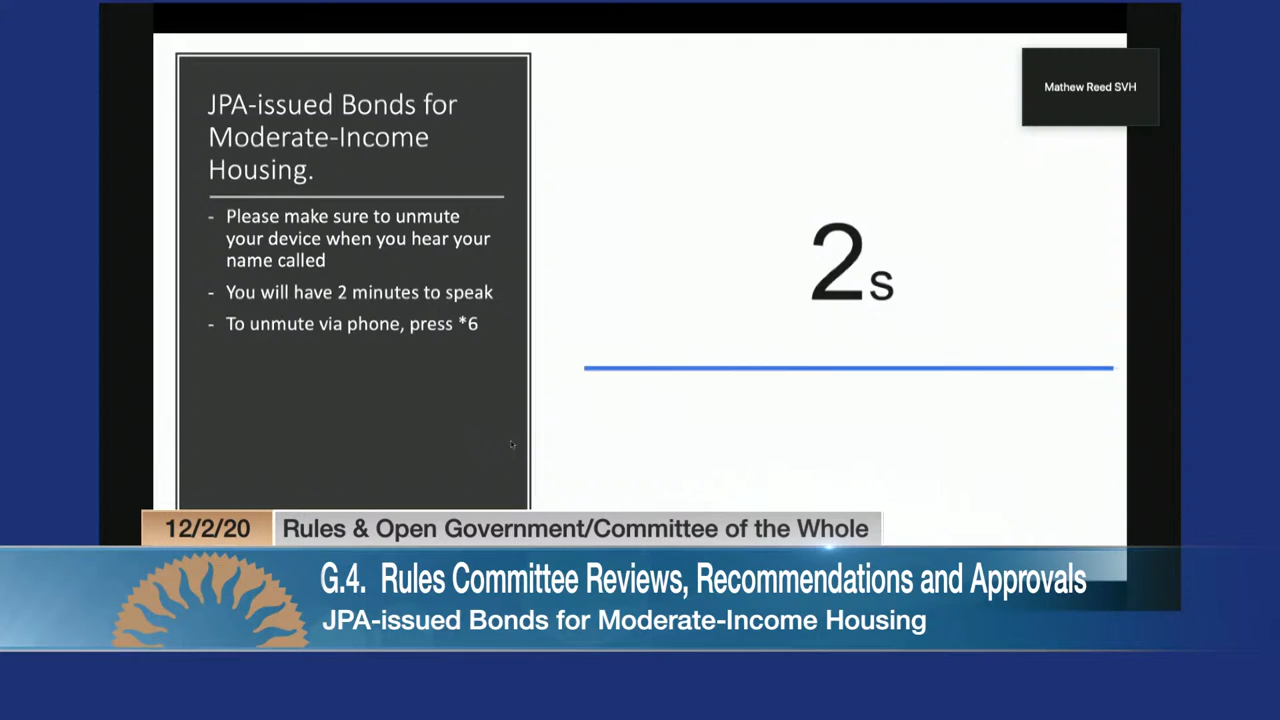 JPA-issued Bonds for
Moderate-Income
Housing.
- Please make sure to unmute
your device when you hear your
name called
- You will have 2 minutes to speak
- To unmute via phone, press *6
Mathew Reed SVH
2s
12/2/20 Rules & Open Government/Committee of the Whole
G.4. Rules Committee Reviews, Recommendations and Approvals
JPA-issued Bonds for Moderate-Income Housing